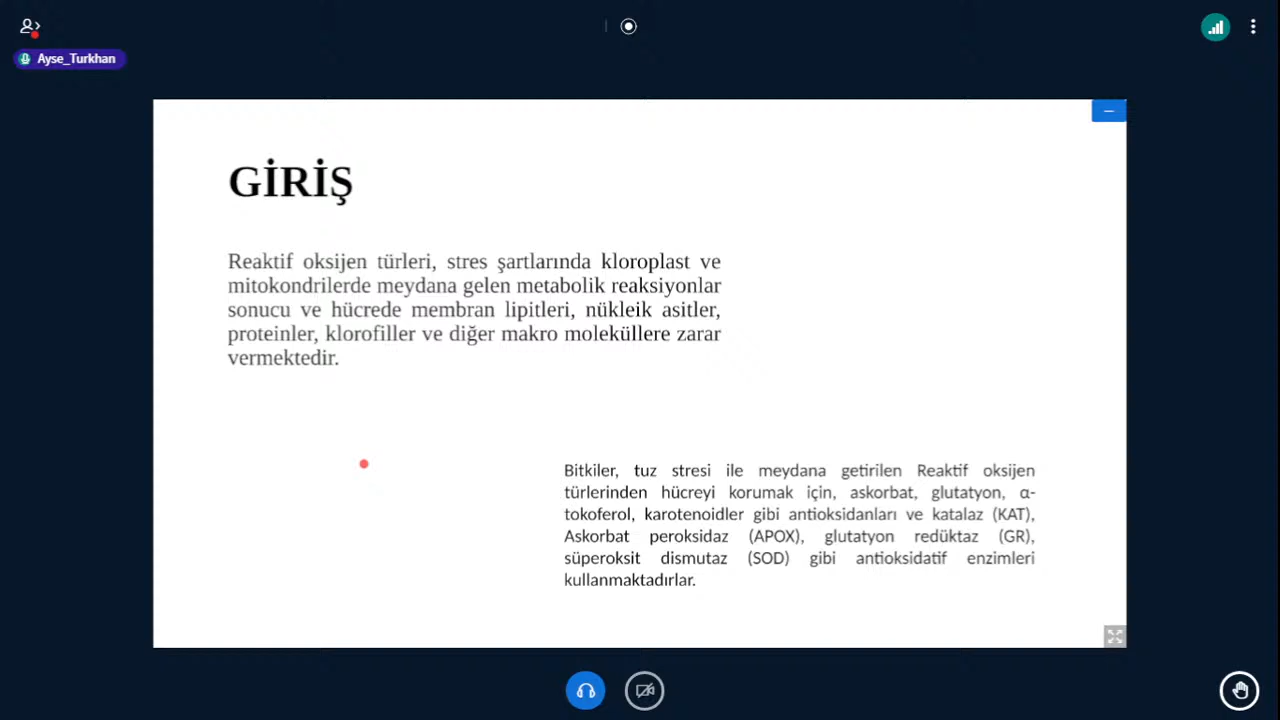 Ayse_Turkhan
GİRİŞ
Reaktif oksijen türleri, stres şartlarında kloroplast ve
mitokondrilerde meydana gelen metabolik reaksiyonlar
sonucu ve hücrede membran lipitleri, nükleik asitler,
proteinler, klorofiller ve diğer makro moleküllere zarar
vermektedir.
Bitkiler, tuz stresi ile meydana getirilen Reaktif oksijen
türlerinden hücreyi korumak için, askorbat, glutatyon, α-
tokoferol, karotenoidler gibi antioksidanları ve katalaz (KAT),
Askorbat peroksidaz (APOX), glutatyon redüktaz (GR),
süperoksit dismutaz (SOD) gibi antioksidatif enzimleri
kullanmaktadırlar.